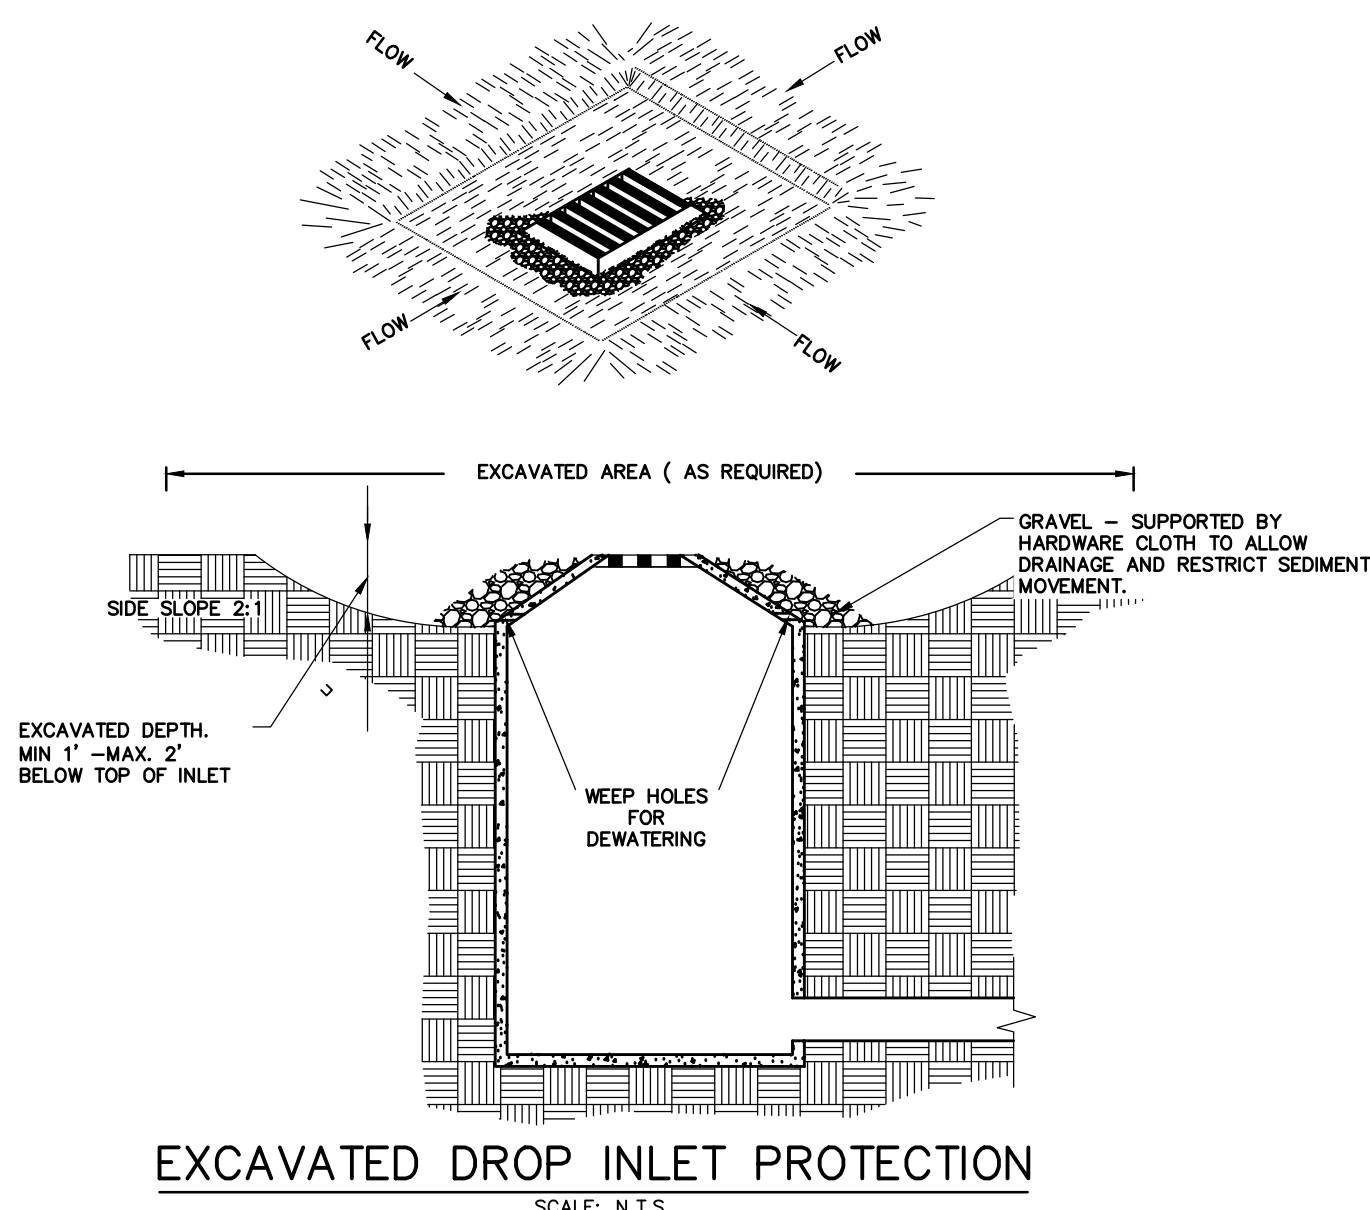 FLOW
FLOW
FLOW
FLOW
EXCAVATED AREA ( AS REQUIRED)
GRAVEL – SUPPORTED BY
HARDWARE CLOTH TO ALLOW
DRAINAGE AND RESTRICT SEDIMENT
MOVEMENT.
SIDE SLOPE 2:1
EXCAVATED DEPTH.
MIN 1' –MAX. 2'
BELOW TOP OF INLET
WEEP HOLES
FOR
DEWATERING
EXCAVATED DROP INLET PROTECTION
SCALE: N.T.S.